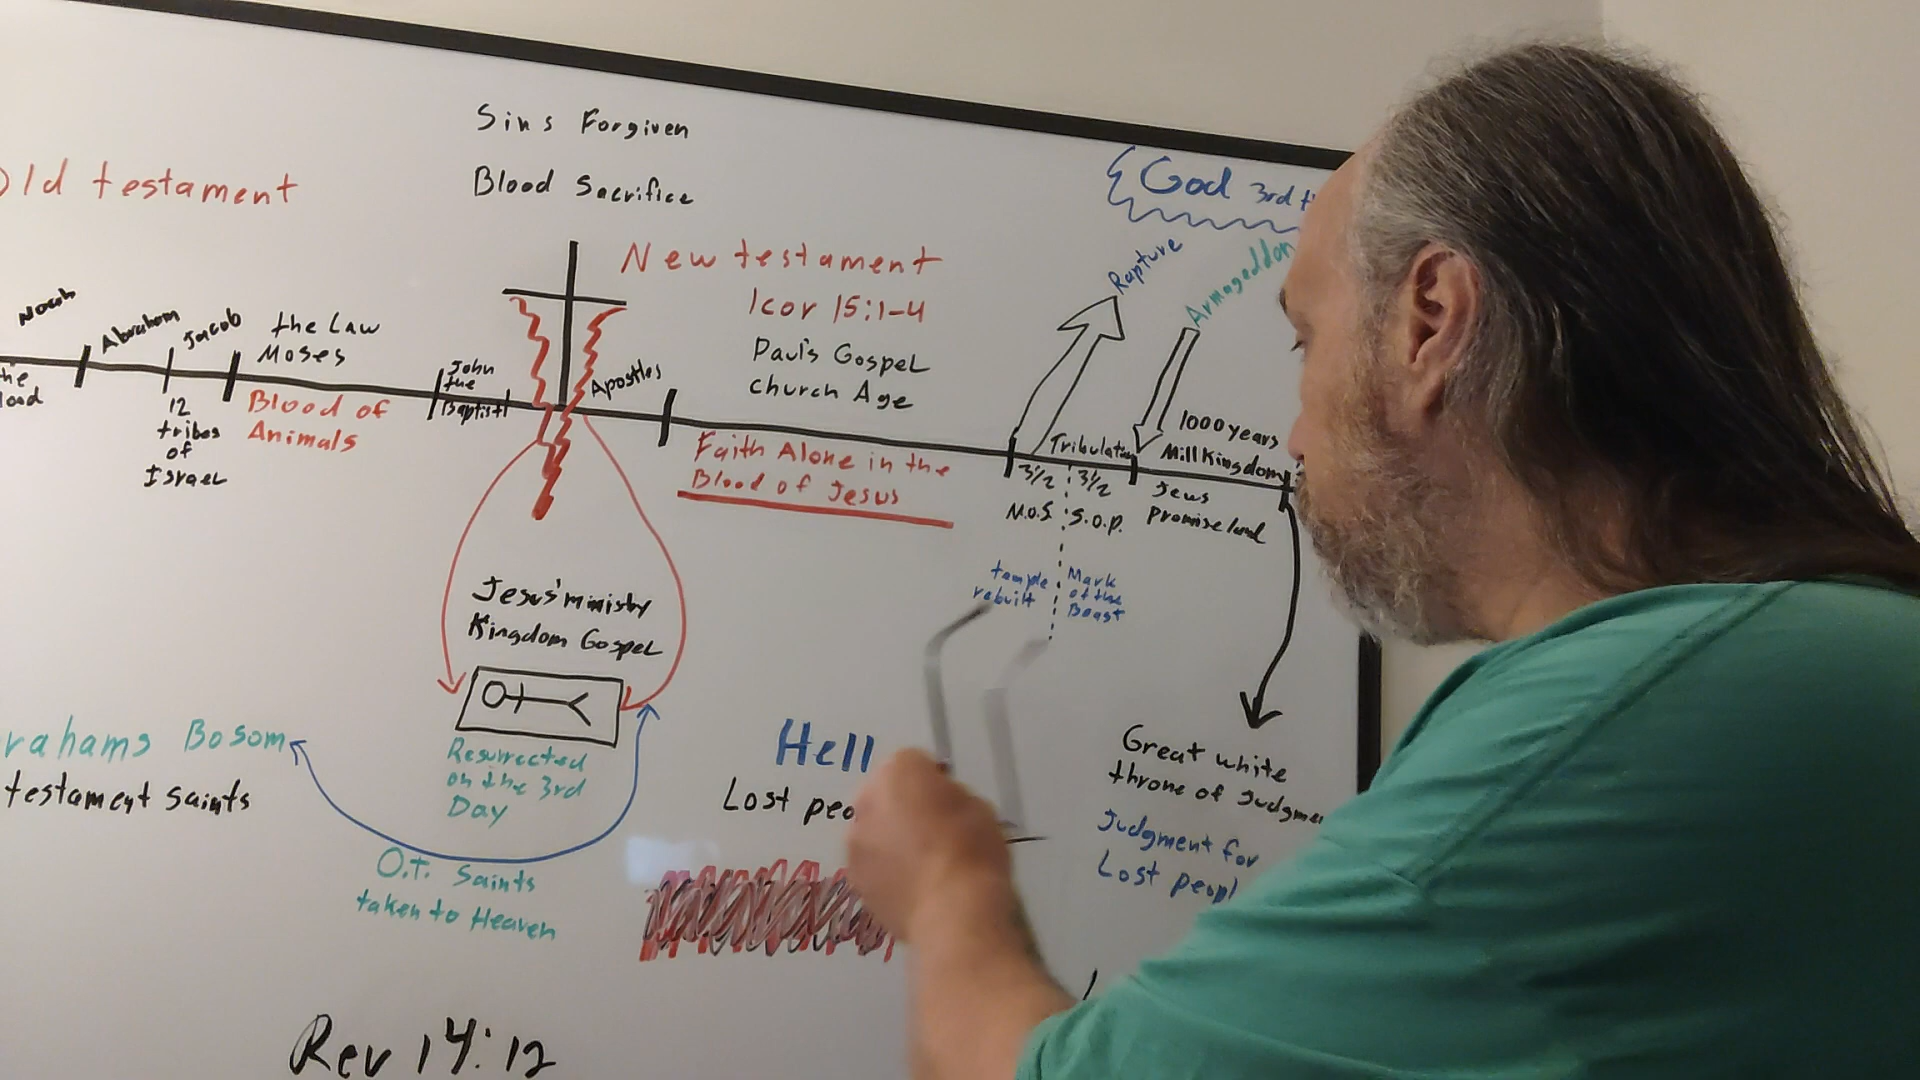 Sins Forgiven
Blood Sacrifice
Old testament
New testament
1cor 15:1-4
Paul's Gospel
Church Age
God 3rd
Rapture
Armageddon
Noah
Abraham
Jacob
the Law
Moses
John
the
Baptist
Apostles
12
tribes
of
Israel
Blood of
Animals
Faith Alone in the
Blood of Jesus
Tribulation
3 1/2
3 1/2
M.O.S.
S.O.P.
1000 years
Mill Kingdom
Jews
Promise land
temple
rebuilt
Mark
of the
Beast
Jesus' ministry
Kingdom Gospel
Resurrected
on the 3rd
Day
rahams Bosom
testament saints
O.T. Saints
taken to Heaven
Hell
Lost peo
Great white
throne of Judgme
Judgment for
Lost peopl
Rev 14:12